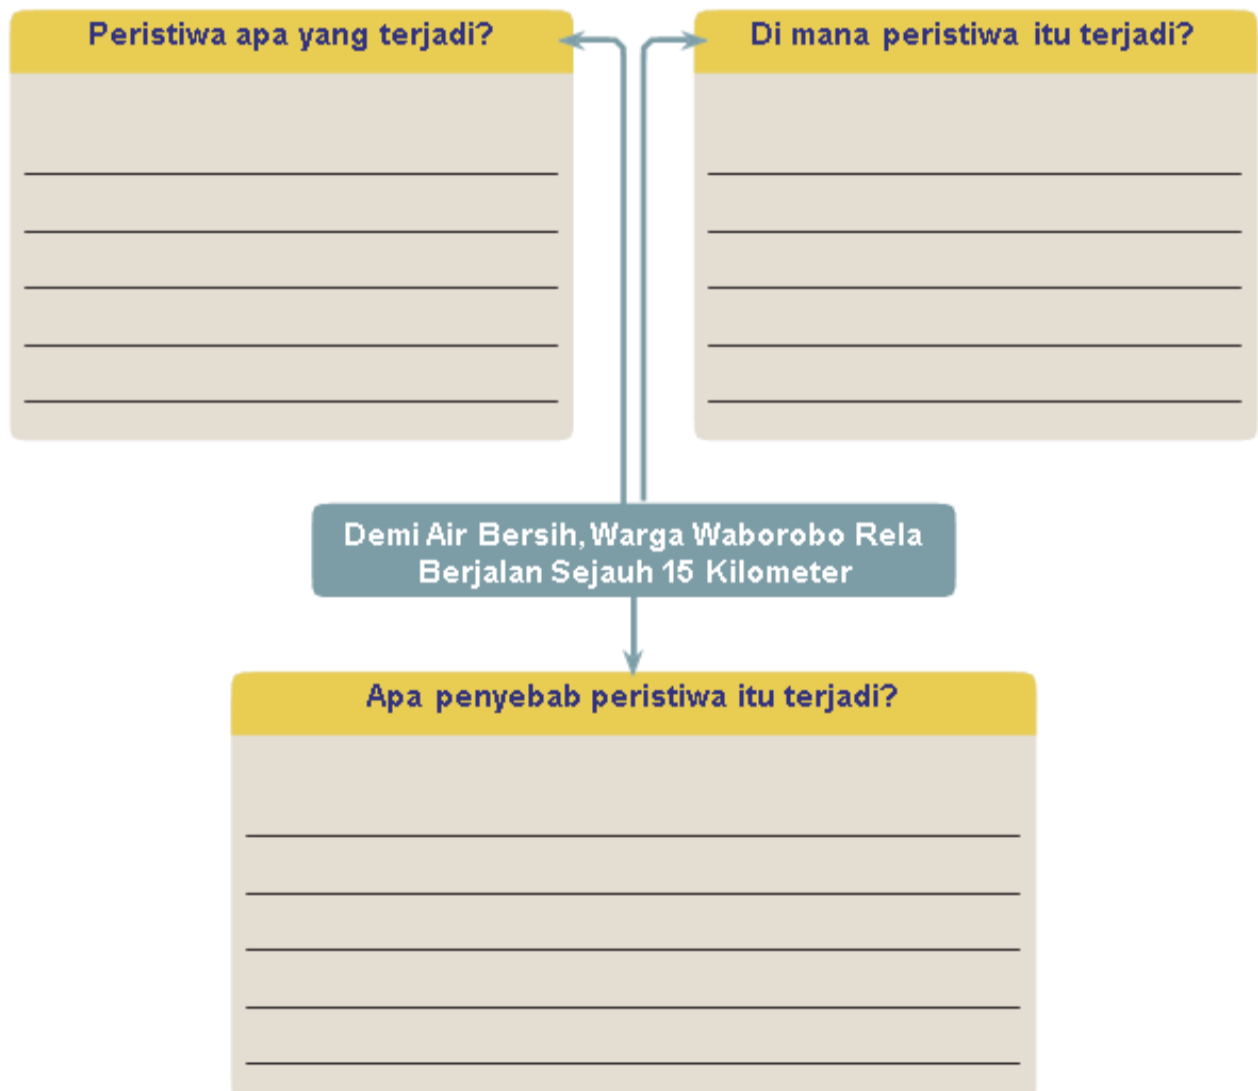 Peristiwa apa yang terjadi?
Di mana peristiwa itu terjadi?
Demi Air Bersih, Warga Waborobo Rela
Berjalan Sejauh 15 Kilometer
Apa penyebab peristiwa itu terjadi?